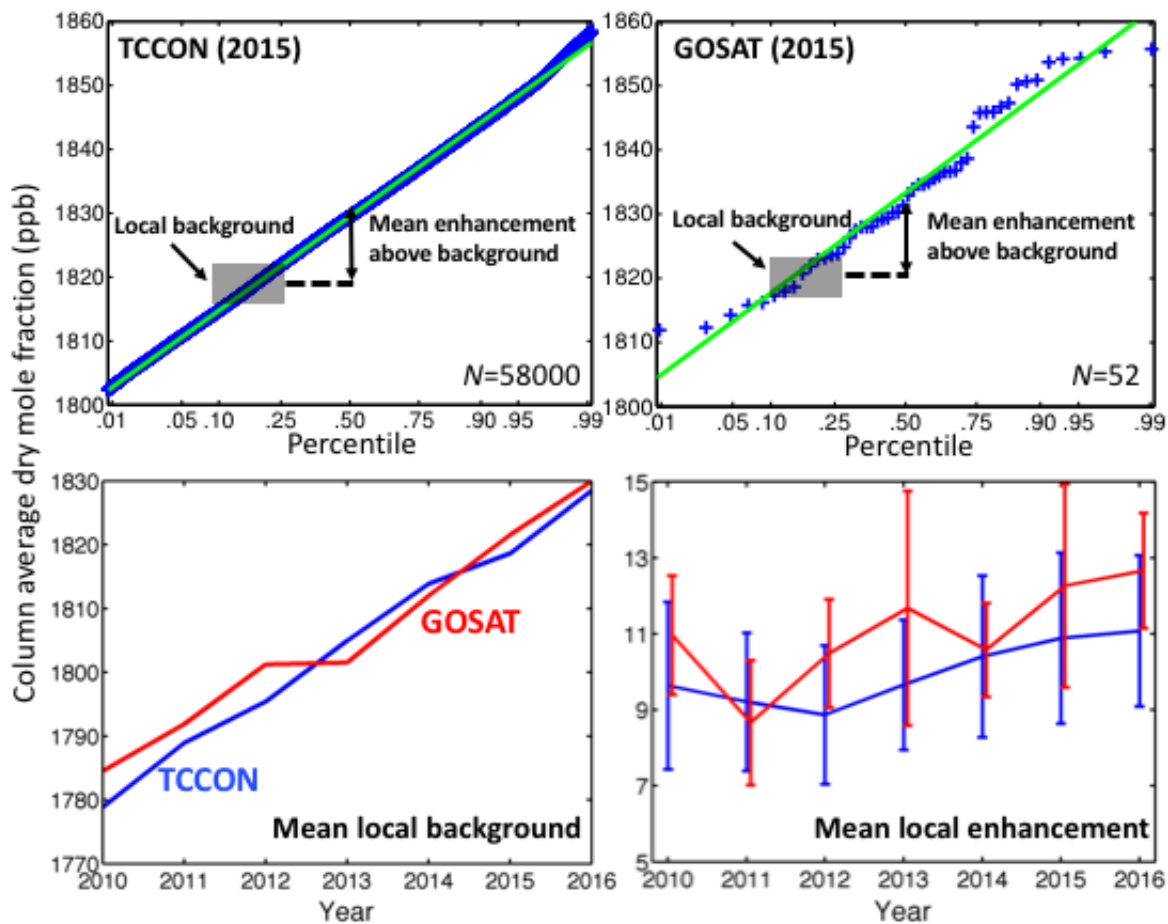 Column average dry mole fraction (ppb)
1860
1850
1840
1830
1820
1810
1800
TCCON (2015)
Local background
Mean enhancement
above background
N=58000
.01 .05 .10 .25 .50 .75 .90 .95 .99
Percentile
1860
1850
1840
1830
1820
1810
1800
GOSAT (2015)
Local background
Mean enhancement
above background
N=52
.01 .05 .10 .25 .50 .75 .90 .95 .99
Percentile
1830
1820
1810
1800
1790
1780
1770
GOSAT
TCCON
Mean local background
2010 2011 2012 2013 2014 2015 2016
Year
15
13
11
9
7
5
Mean local enhancement
2010 2011 2012 2013 2014 2015 2016
Year